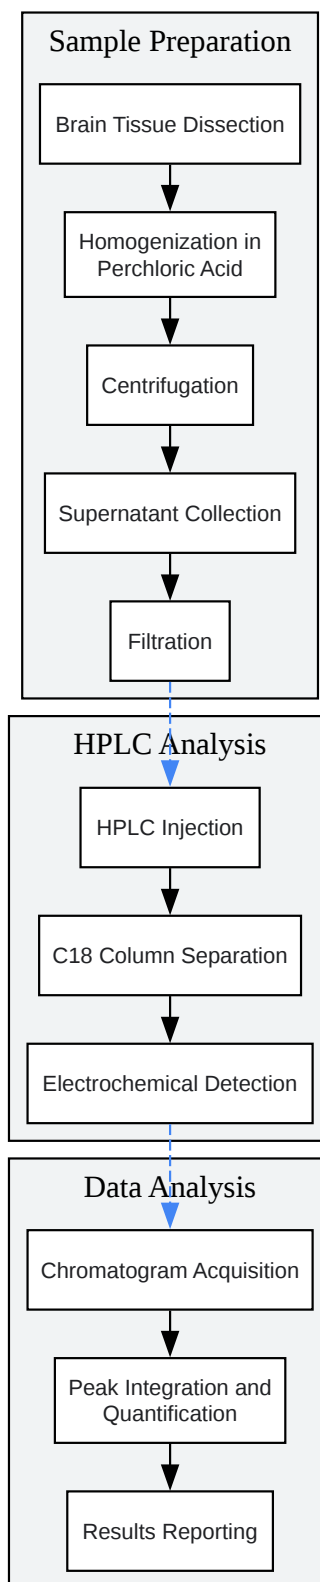 Sample Preparation
Brain Tissue Dissection
Homogenization in
Perchloric Acid
Centrifugation
Supernatant Collection
Filtration
HPLC Analysis
HPLC Injection
C18 Column Separation
Electrochemical Detection
Data Analysis
Chromatogram Acquisition
Peak Integration and
Quantification
Results Reporting